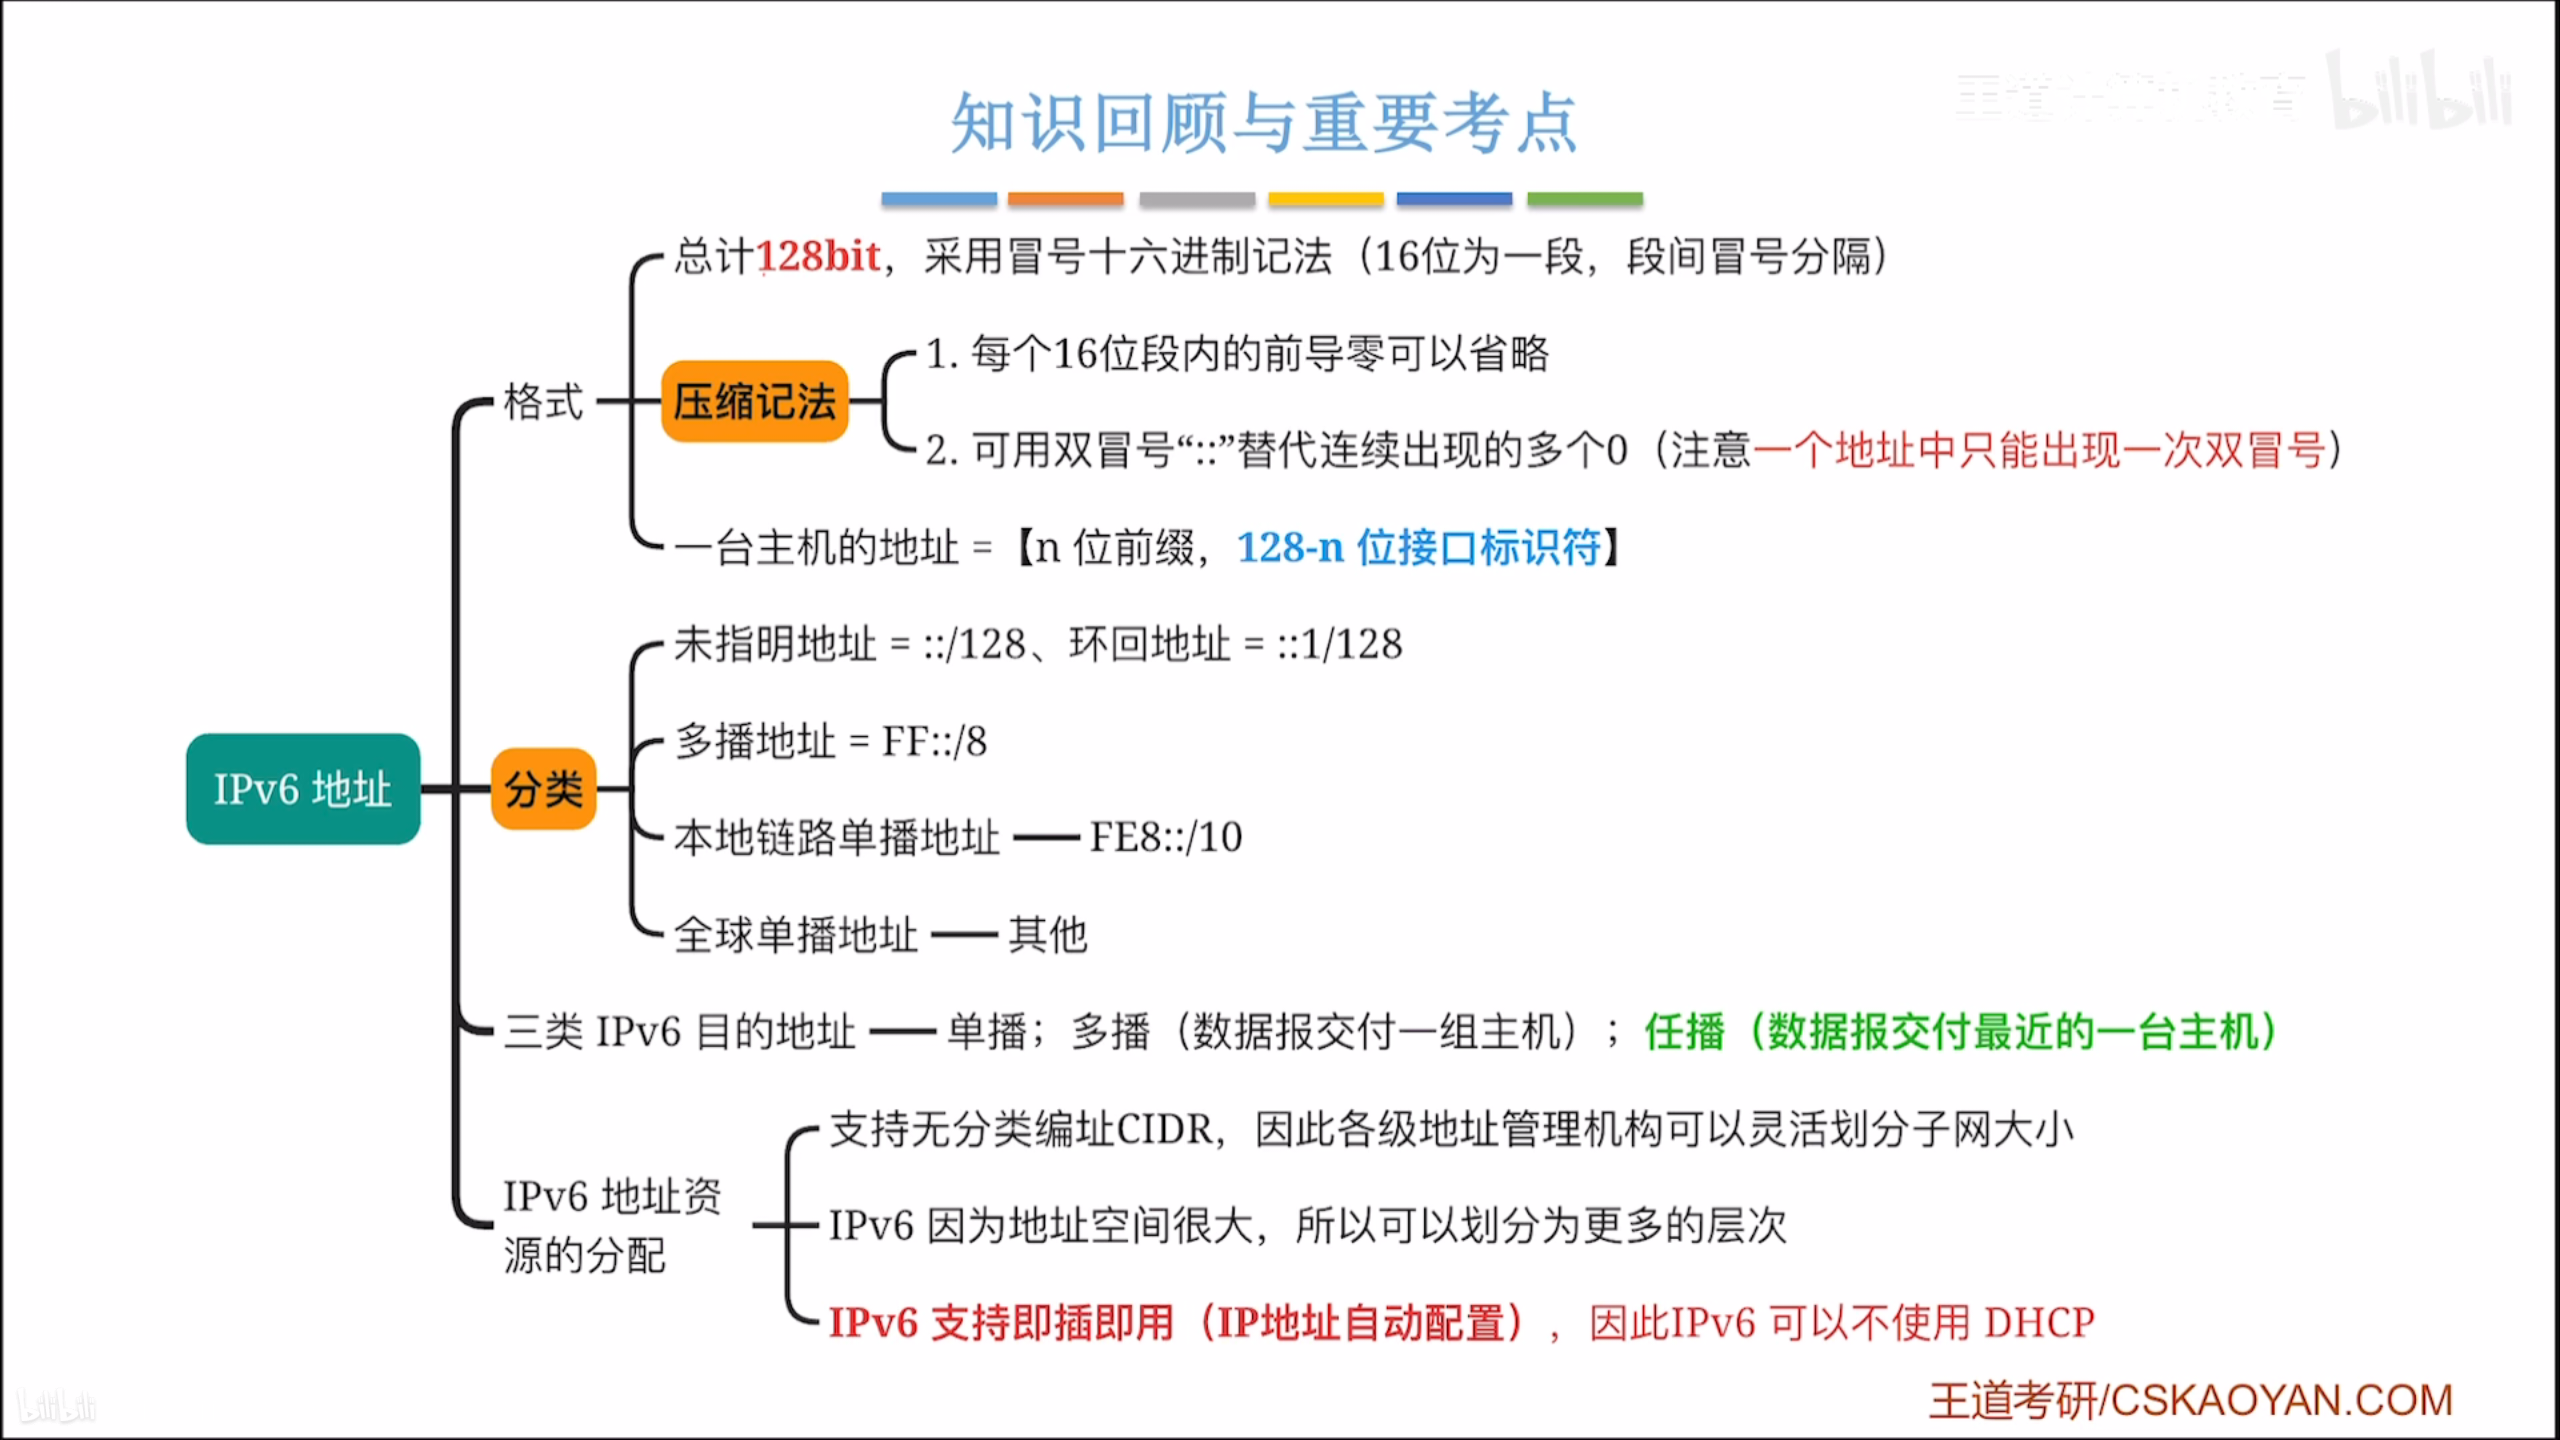 知识回顾与重要考点
bilibili
总计128bit，采用冒号十六进制记法（16位为一段，段间冒号分隔）
格式
压缩记法
1. 每个16位段内的前导零可以省略
2. 可用双冒号“::”替代连续出现的多个0（注意一个地址中只能出现一次双冒号）
一台主机的地址 =【n 位前缀，128-n 位接口标识符】
IPv6 地址
分类
未指明地址 = ::/128、环回地址 = ::1/128
多播地址 = FF::/8
本地链路单播地址 — FE8::/10
全球单播地址 — 其他
三类 IPv6 目的地址 — 单播；多播（数据报交付一组主机）；任播（数据报交付最近的一台主机）
IPv6 地址资
源的分配
支持无分类编址CIDR，因此各级地址管理机构可以灵活划分子网大小
IPv6 因为地址空间很大，所以可以划分为更多的层次
IPv6 支持即插即用（IP地址自动配置），因此IPv6 可以不使用 DHCP
bilibili
王道考研/CSKAOYAN.COM